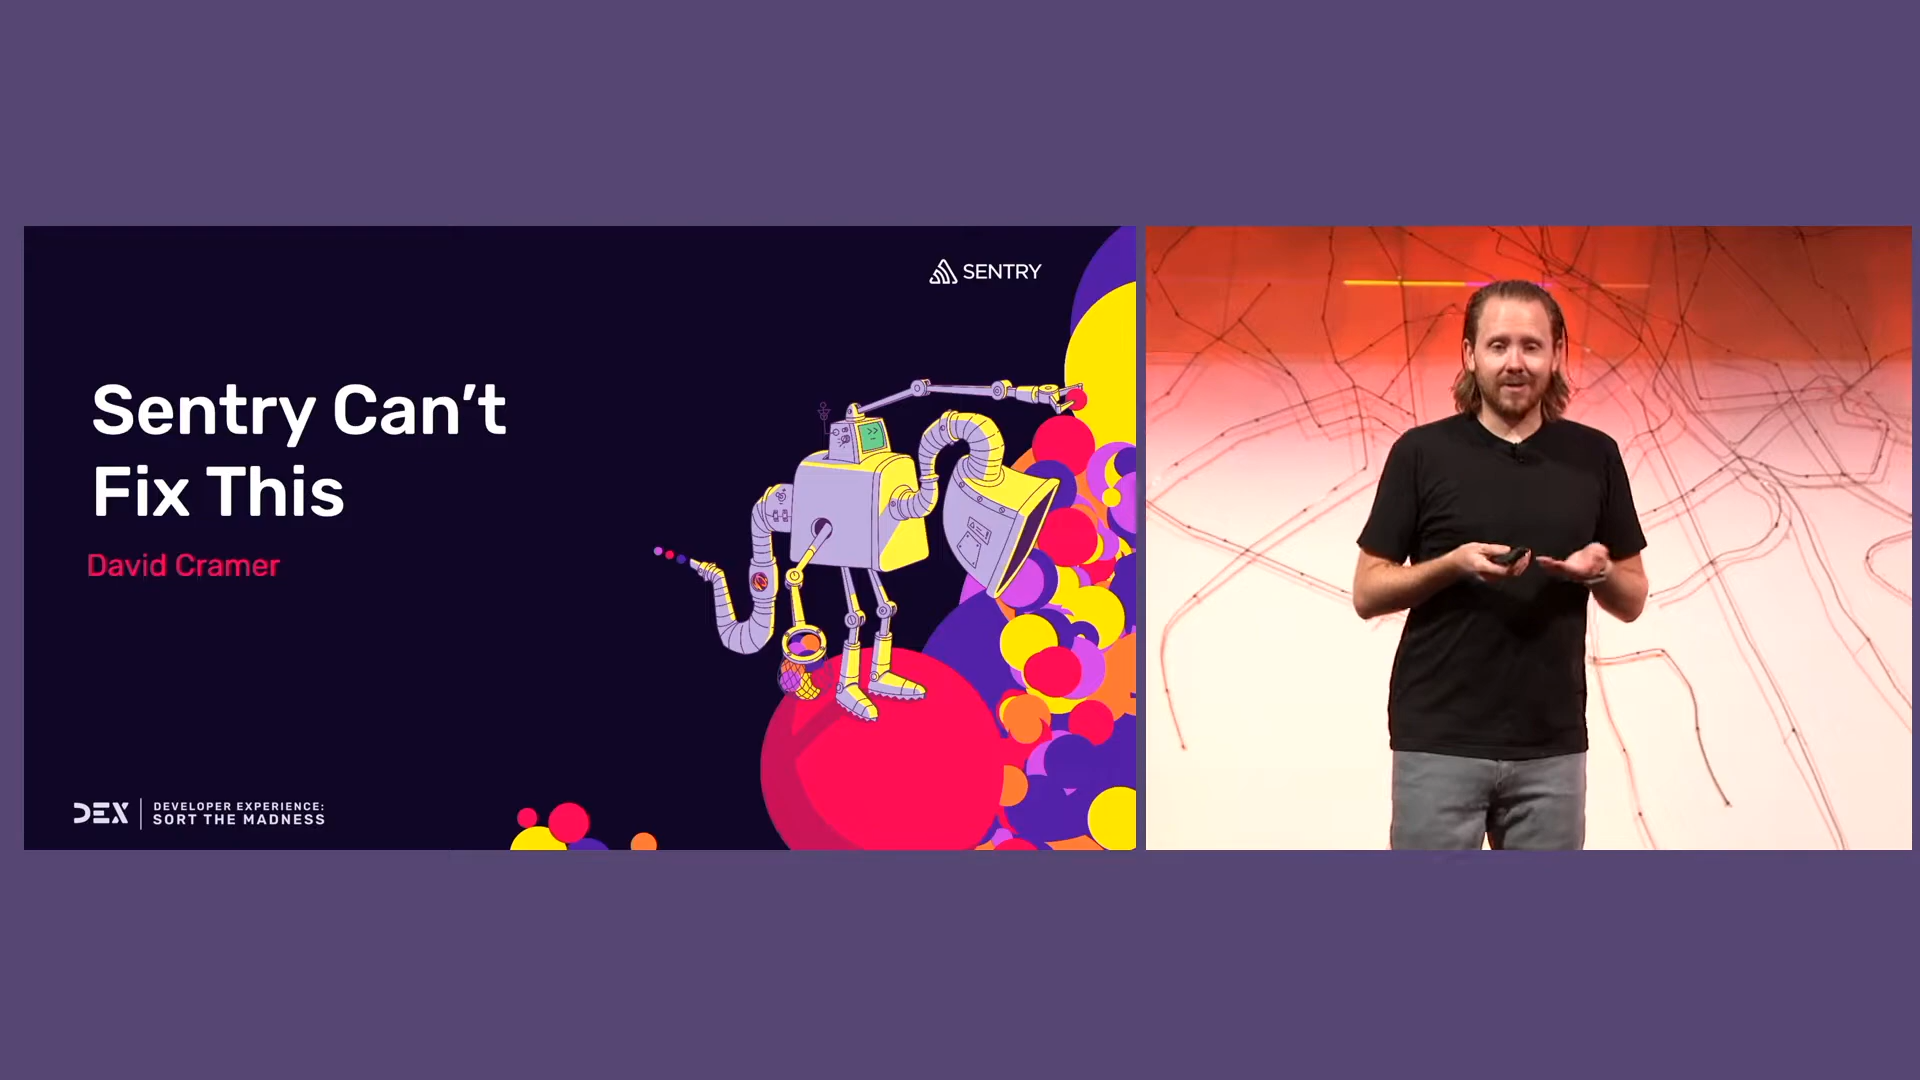 SENTRY
Sentry Can’t
Fix This
David Cramer
DEX
DEVELOPER EXPERIENCE:
SORT THE MADNESS